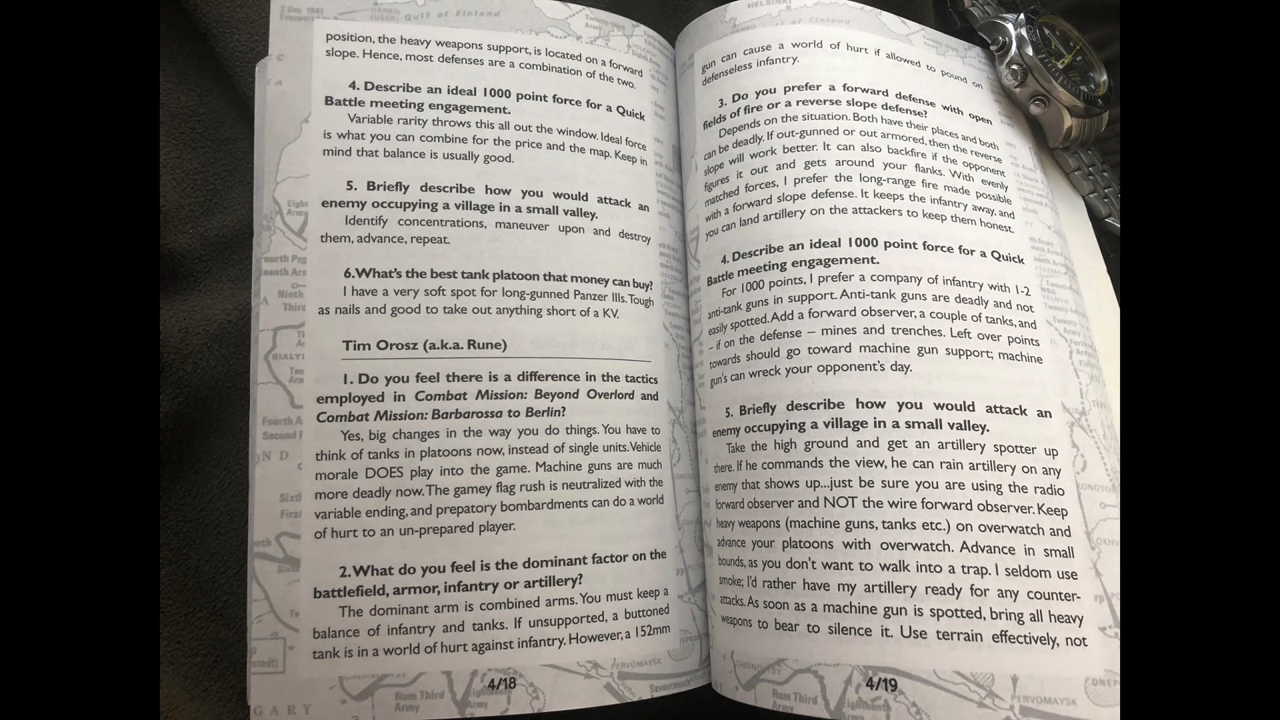 position, the heavy weapons support, is located on a forward
slope. Hence, most defenses are a combination of the two.
4. Describe an ideal 1000 point force for a Quick
Battle meeting engagement.
Variable rarity throws this all out the window. Ideal force
is what you can combine for the price and the map. Keep in
mind that balance is usually good.
5. Briefly describe how you would attack an
enemy occupying a village in a small valley.
Identify concentrations, maneuver upon and destroy
them, advance, repeat.
6.What's the best tank platoon that money can buy?
I have a very soft spot for long-gunned Panzer IIIs.Tough
as nails and good to take out anything short of a KV.
Tim Orosz (a.k.a. Rune)
1. Do you feel there is a difference in the tactics
employed in Combat Mission: Beyond Overlord and
Combat Mission: Barbarossa to Berlin?
Yes, big changes in the way you do things. You have to
think of tanks in platoons now, instead of single units.Vehicle
morale DOES play into the game. Machine guns are much
more deadly now.The gamey flag rush is neutralized with the
variable ending, and prepatory bombardments can do a world
of hurt to an un-prepared player.
2.What do you feel is the dominant factor on the
battlefield, armor, infantry or artillery?
The dominant arm is combined arms. You must keep a
balance of infantry and tanks. If unsupported, a buttoned
tank is in a world of hurt against infantry. However, a 152mm
4/18
gun can cause a world of hurt if allowed to pound on
defenseless infantry.
3. Do you prefer a forward defense with open
fields of fire or a reverse slope defense?
Depends on the situation. Both have their places and both
can be deadly. If out-gunned or out armored, then the reverse
slope will work better. It can also backfire if the opponent
figures it out and gets around your flanks. With evenly
matched forces, I prefer the long-range fire made possible
with a forward slope defense. It keeps the infantry away, and
you can land artillery on the attackers to keep them honest.
4. Describe an ideal 1000 point force for a Quick
Battle meeting engagement.
For 1000 points, I prefer a company of infantry with 1-2
anti-tank guns in support. Anti-tank guns are deadly and not
easily spotted. Add a forward observer, a couple of tanks, and
– if on the defense – mines and trenches. Left over points
towards should go toward machine gun support; machine
gun's can wreck your opponent's day.
5. Briefly describe how you would attack an
enemy occupying a village in a small valley.
Take the high ground and get an artillery spotter up
there. If he commands the view, he can rain artillery on any
enemy that shows up...just be sure you are using the radio
forward observer and NOT the wire forward observer. Keep
heavy weapons (machine guns, tanks etc.) on overwatch and
advance your platoons with overwatch. Advance in small
bounds, as you don't want to walk into a trap. I seldom use
smoke; I'd rather have my artillery ready for any counter-
attacks. As soon as a machine gun is spotted, bring all heavy
weapons to bear to silence it. Use terrain effectively, not
4/19
Gulf of Finland
PERVOMAYSK
Rum Third
Army
GARY
Rum Third
Army
PERVOMAYSK